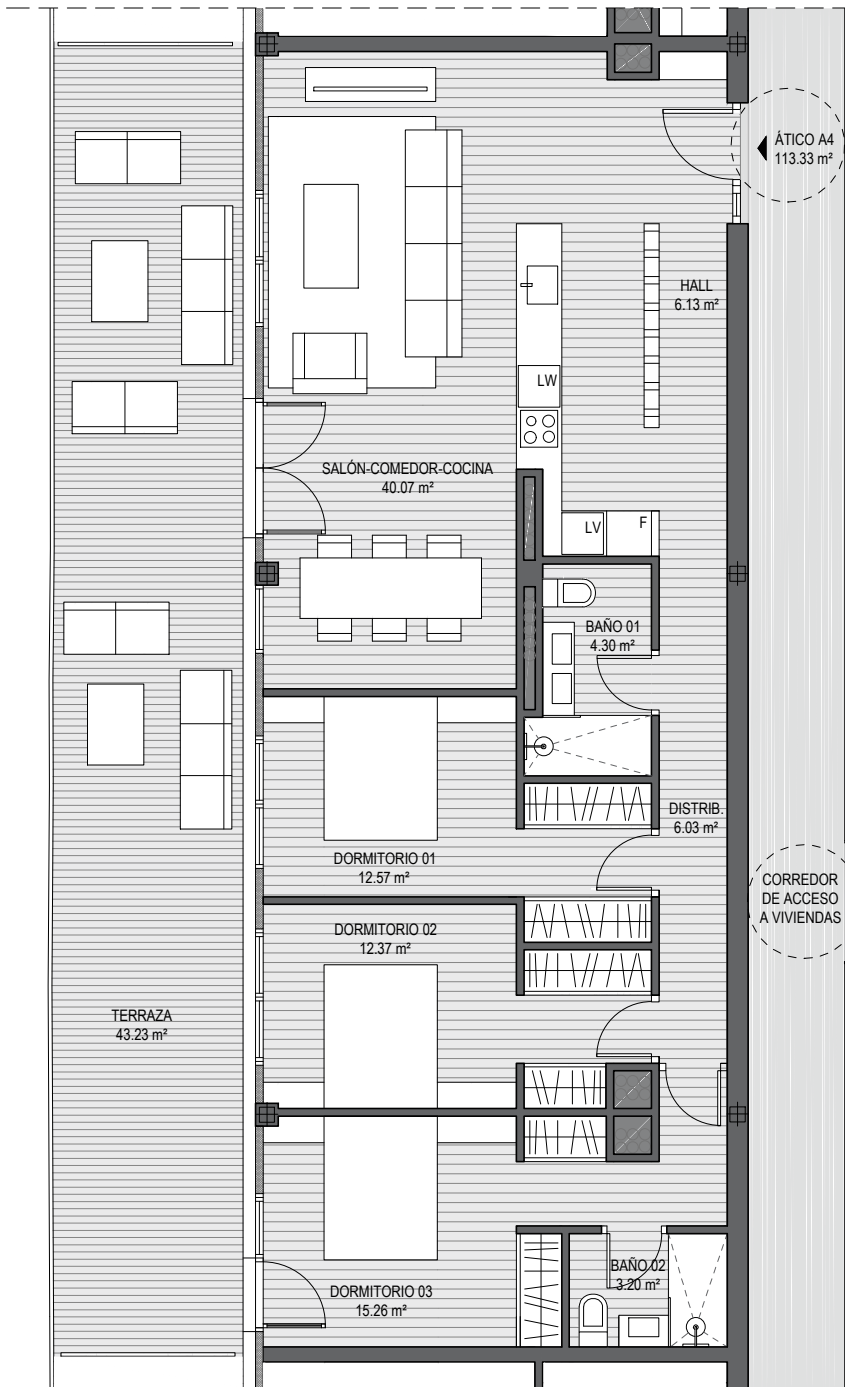 ÁTICO A4
113.33 m²
HALL
6.13 m²
LW
SALÓN-COMEDOR-COCINA
40.07 m²
LV
F
BAÑO 01
4.30 m²
DISTRIB.
6.03 m²
DORMITORIO 01
12.57 m²
CORREDOR
DE ACCESO
A VIVIENDAS
DORMITORIO 02
12.37 m²
TERRAZA
43.23 m²
BAÑO 02
3.20 m²
DORMITORIO 03
15.26 m²